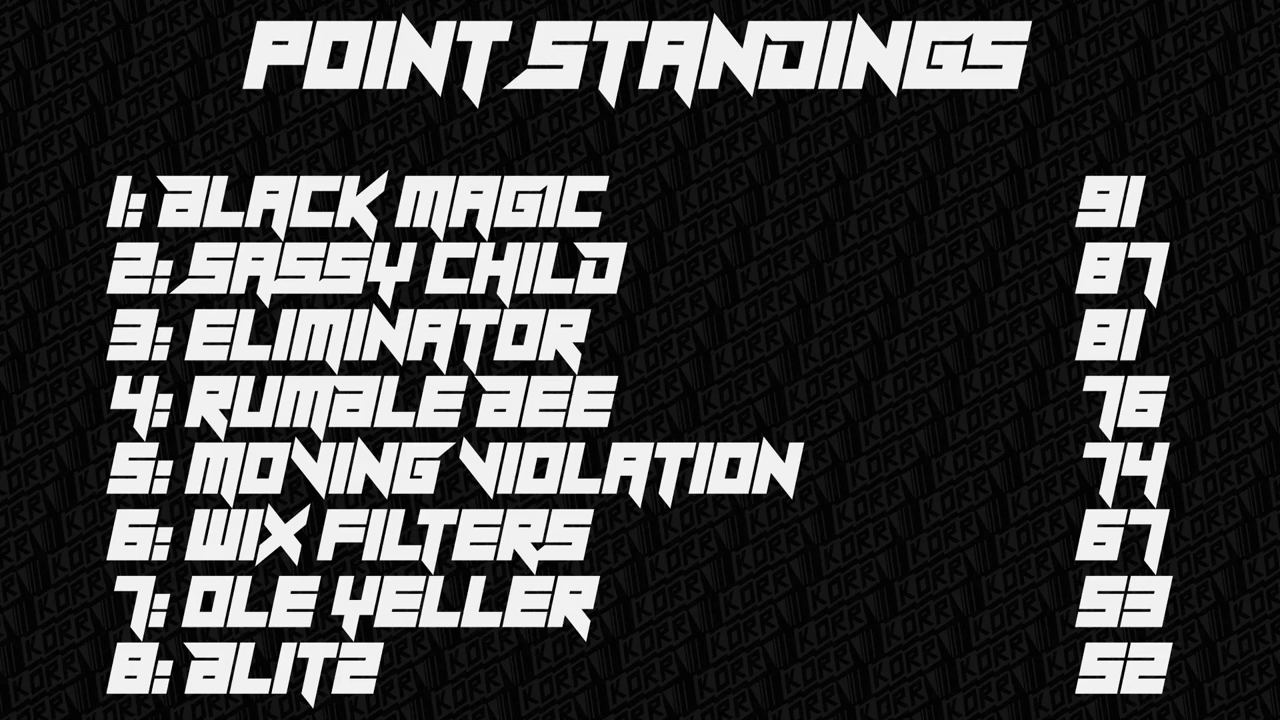 POINT STANDINGS
1: BLACK MAGIC 91
2: SASSY CHILD 87
3: ELIMINATOR 81
4: RUMBLE BEE 76
5: MOVING VIOLATION 74
6: WIX FILTERS 67
7: OLE YELLER 53
8: BLITZ 52